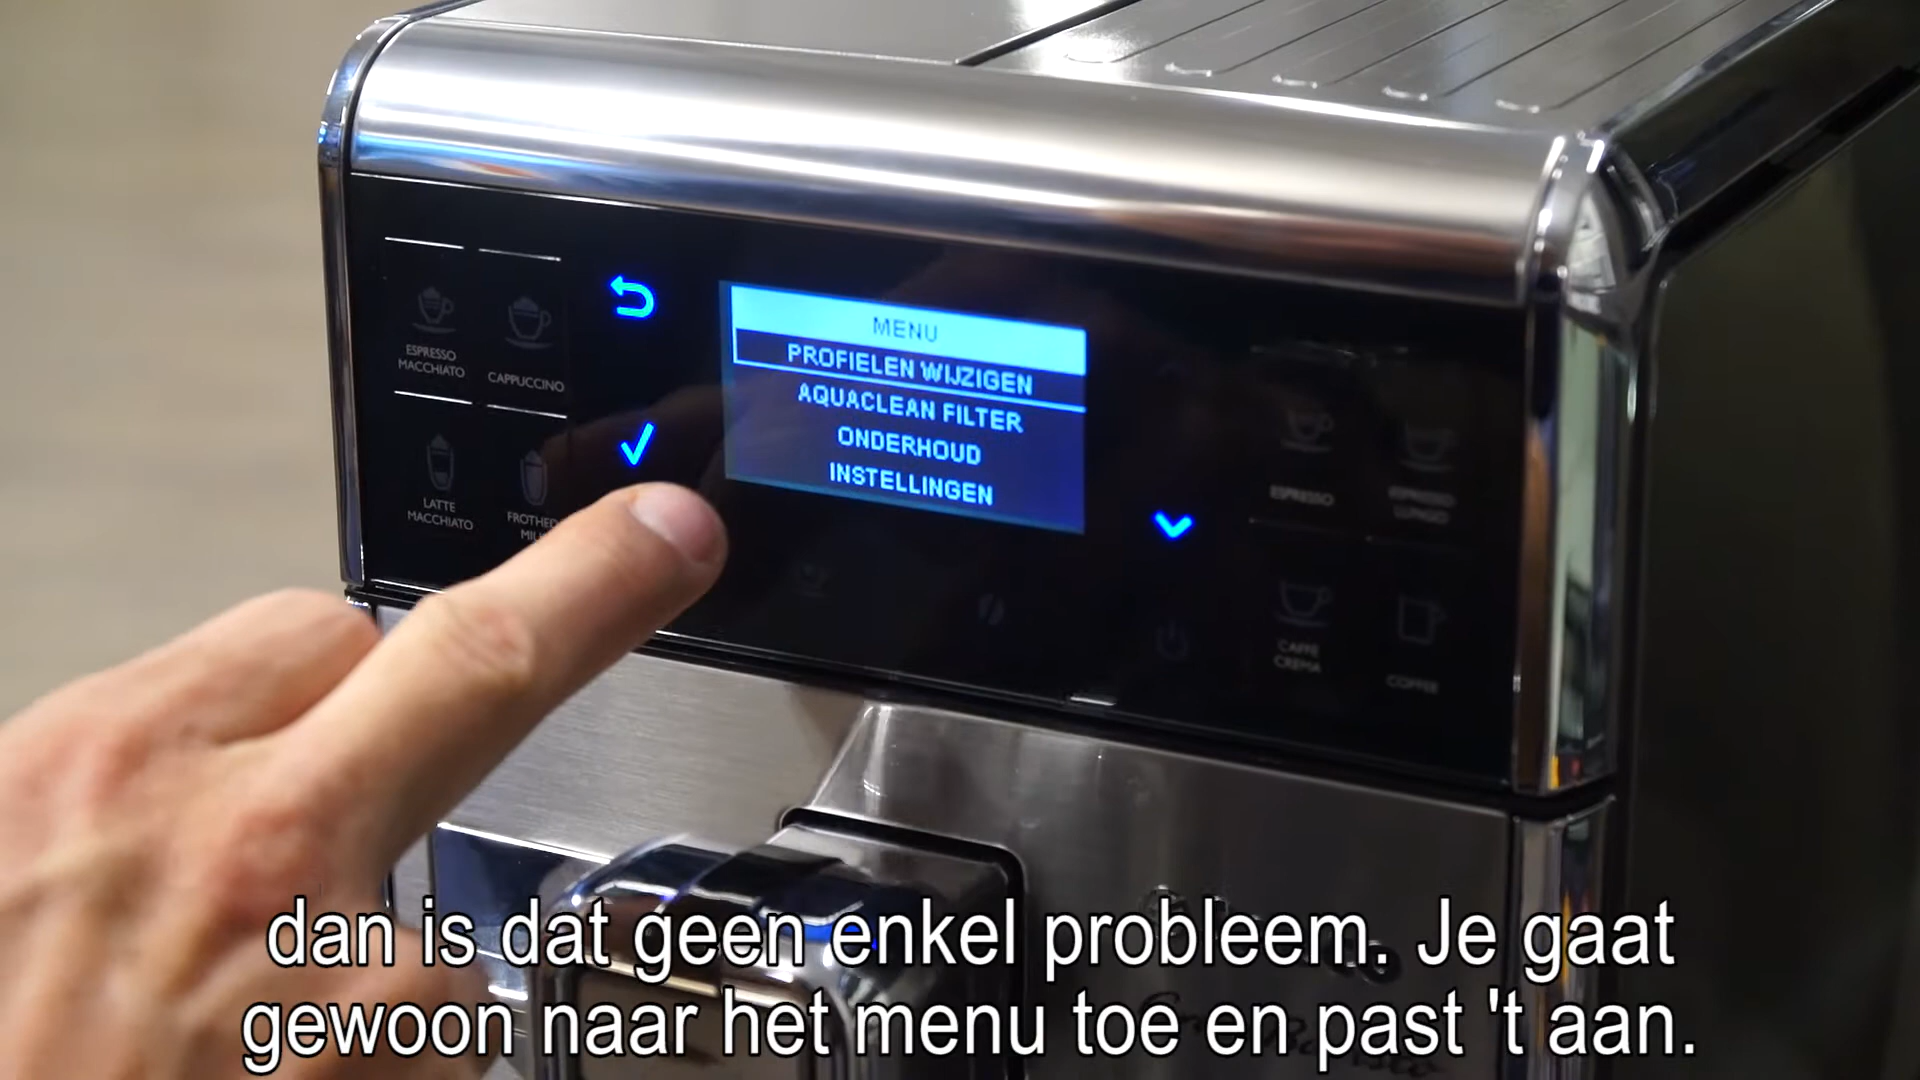 ESPRESSO
MACCHIATO
CAPPUCCINO
LATTE
MACCHIATO
FROTHED
MILK
MENU
PROFIELEN WIJZIGEN
AQUACLEAN FILTER
ONDERHOUD
INSTELLINGEN
ESPRESSO
ESPRESSO
LUNGO
CAFFE
CREMA
COFFEE
dan is dat geen enkel probleem. Je gaat
gewoon naar het menu toe en past 't aan.